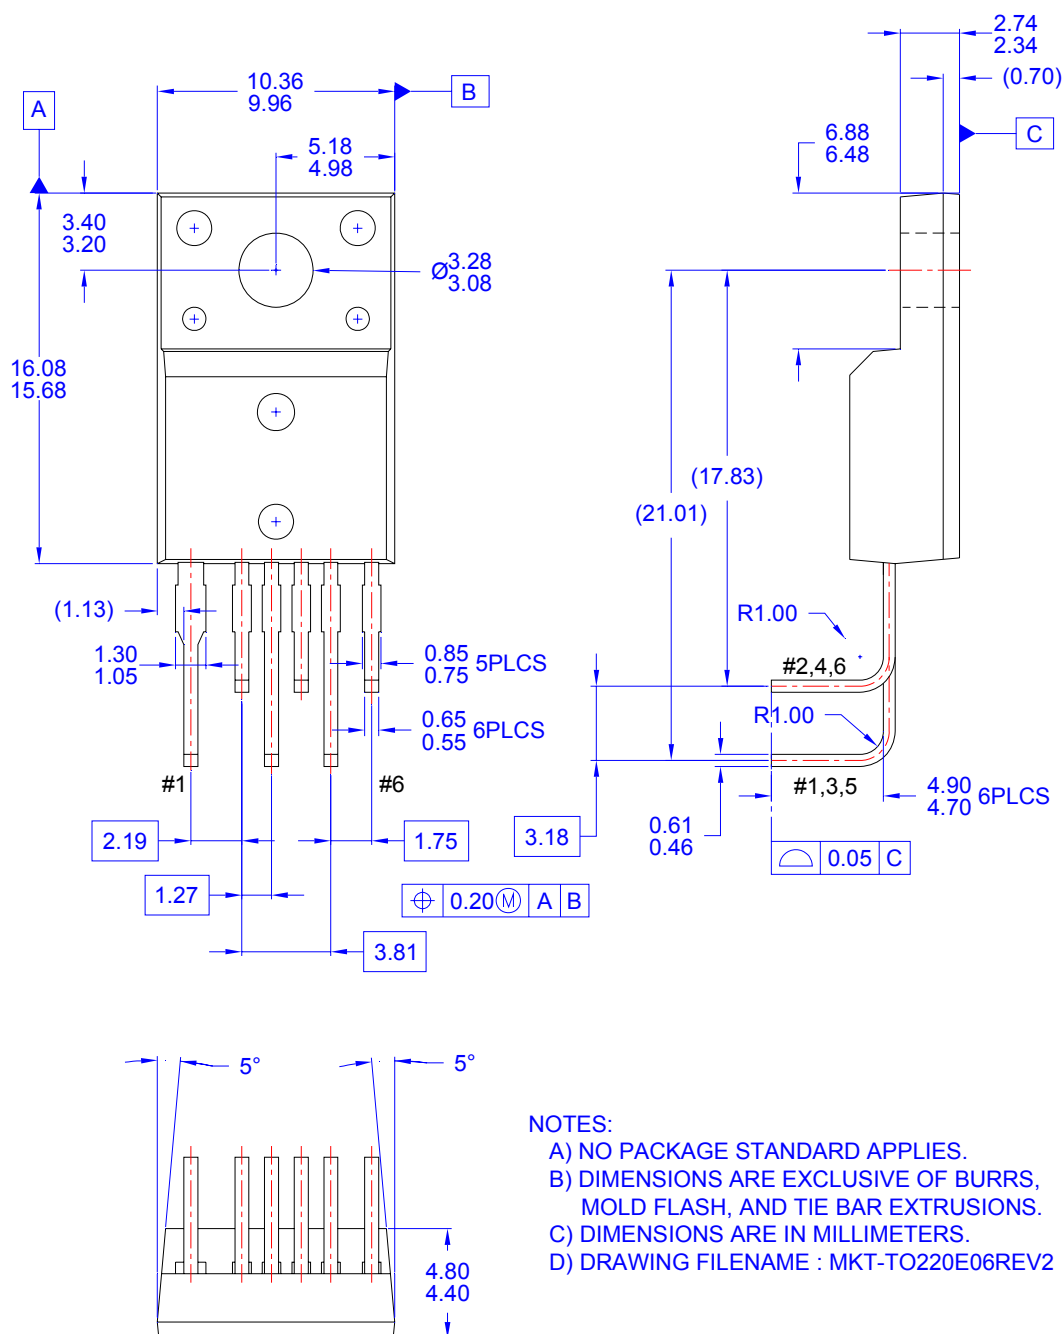 2.74
2.34
(0.70)
10.36
9.96
B
A
C
5.18
4.98
6.88
6.48
3.40
3.20
Ø3.28
3.08
16.08
15.68
(17.83)
(21.01)
(1.13)
R1.00
1.30
1.05
0.85
0.75 5PLCS
#2,4,6
0.65
0.55 6PLCS
R1.00
#1
#6
#1,3,5
4.90
4.70 6PLCS
2.19
1.75
3.18
0.61
0.46
⌓ 0.05 C
1.27
⌖ 0.20Ⓜ A B
3.81
5°
5°
NOTES:
A) NO PACKAGE STANDARD APPLIES.
B) DIMENSIONS ARE EXCLUSIVE OF BURRS,
MOLD FLASH, AND TIE BAR EXTRUSIONS.
C) DIMENSIONS ARE IN MILLIMETERS.
D) DRAWING FILENAME : MKT-TO220E06REV2
4.80
4.40